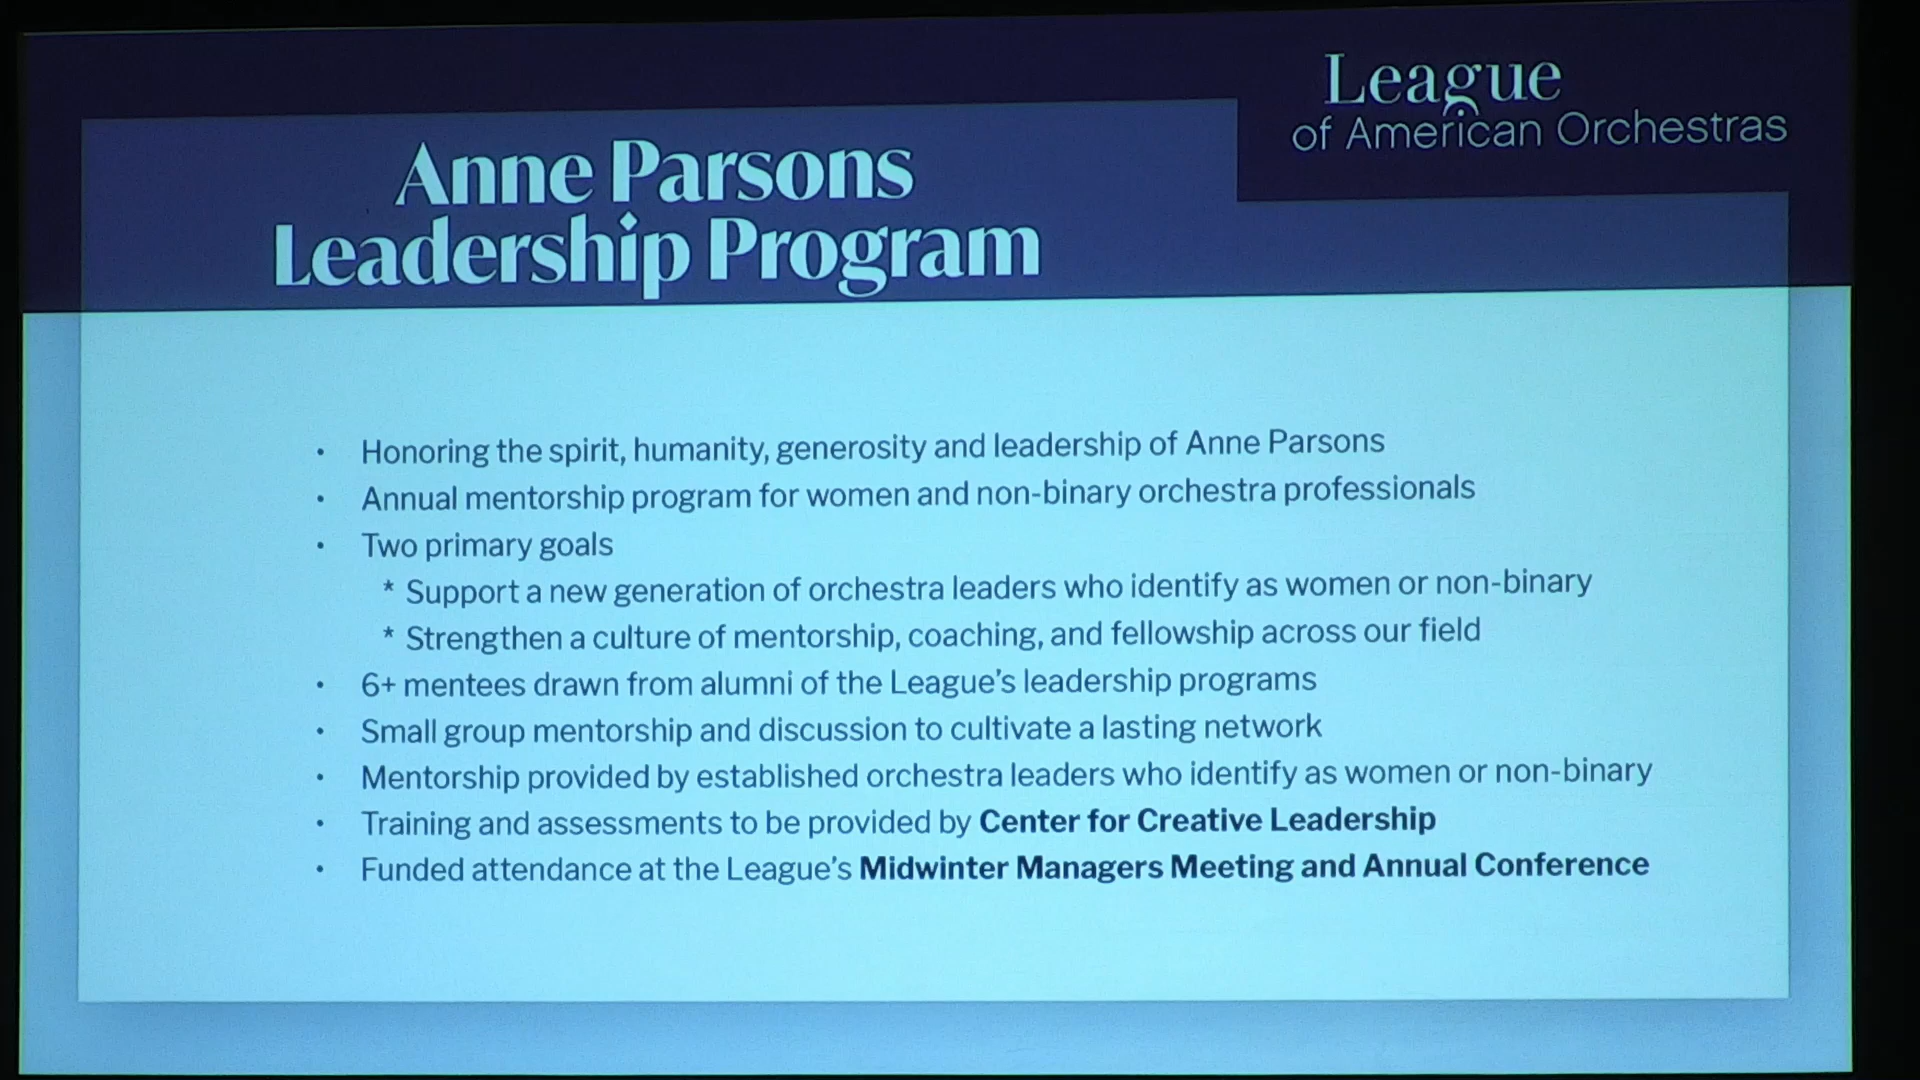 League
of American Orchestras
Anne Parsons
Leadership Program
· Honoring the spirit, humanity, generosity and leadership of Anne Parsons
· Annual mentorship program for women and non-binary orchestra professionals
· Two primary goals
* Support a new generation of orchestra leaders who identify as women or non-binary
* Strengthen a culture of mentorship, coaching, and fellowship across our field
· 6+ mentees drawn from alumni of the League’s leadership programs
· Small group mentorship and discussion to cultivate a lasting network
· Mentorship provided by established orchestra leaders who identify as women or non-binary
· Training and assessments to be provided by Center for Creative Leadership
· Funded attendance at the League’s Midwinter Managers Meeting and Annual Conference